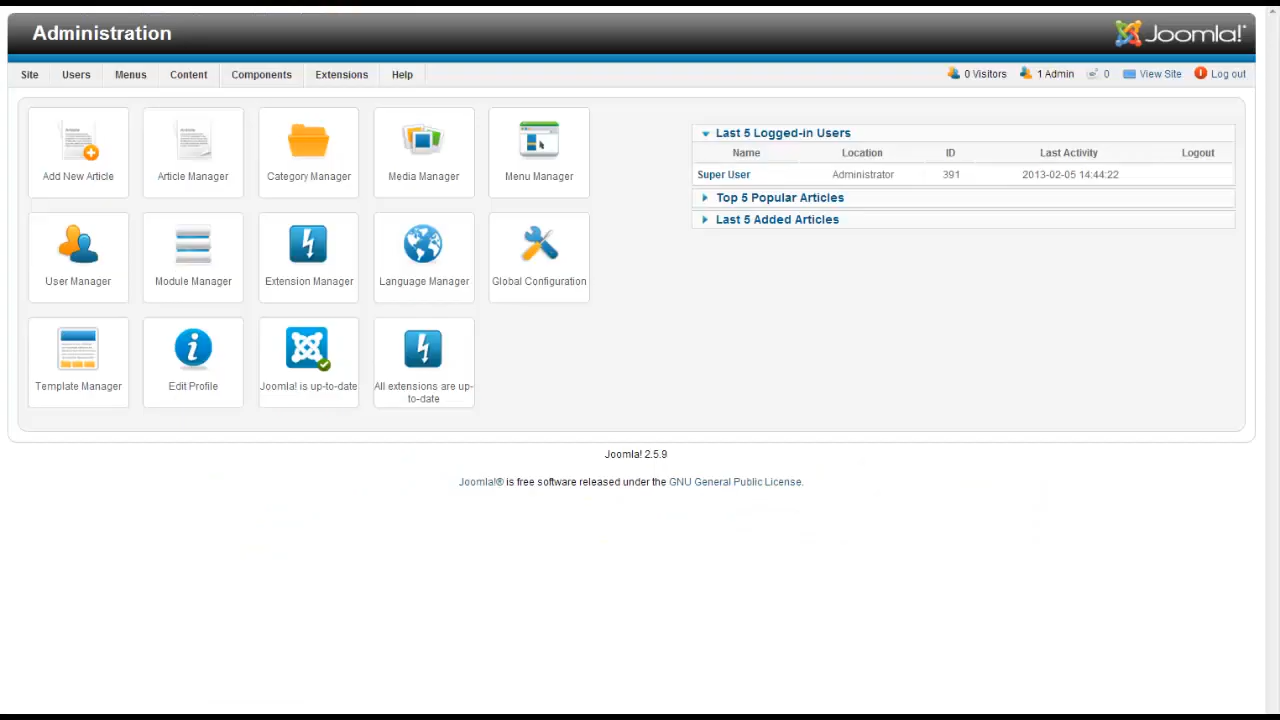 Administration
Joomla!
Site Users Menus Content Components Extensions Help
0 Visitors 1 Admin 0 View Site Log out
Add New Article
Article Manager
Category Manager
Media Manager
Menu Manager
User Manager
Module Manager
Extension Manager
Language Manager
Global Configuration
Template Manager
Edit Profile
Joomla! is up-to-date
All extensions are up-
to-date
Last 5 Logged-in Users
Name Location ID Last Activity Logout
Super User Administrator 391 2013-02-05 14:44:22
Top 5 Popular Articles
Last 5 Added Articles
Joomla! 2.5.9
Joomla!® is free software released under the GNU General Public License.